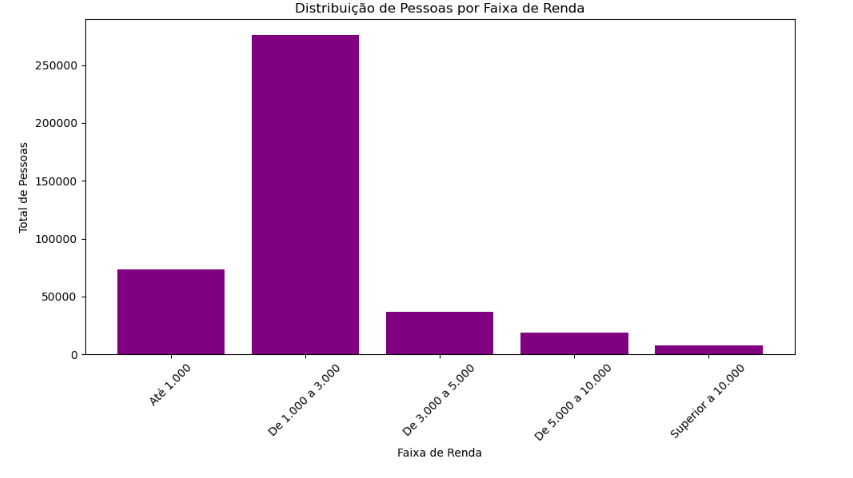 Distribuição de Pessoas por Faixa de Renda
Total de Pessoas
250000
200000
150000
100000
50000
0
Até 1.000
De 1.000 a 3.000
De 3.000 a 5.000
De 5.000 a 10.000
Superior a 10.000
Faixa de Renda